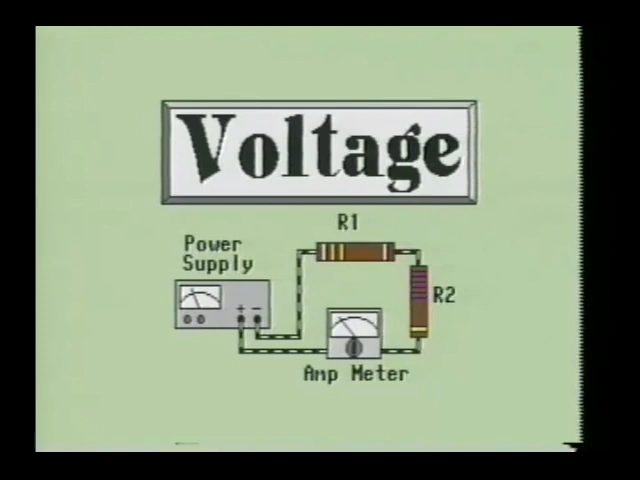 Voltage
R1
Power
Supply
+ −
R2
Amp Meter